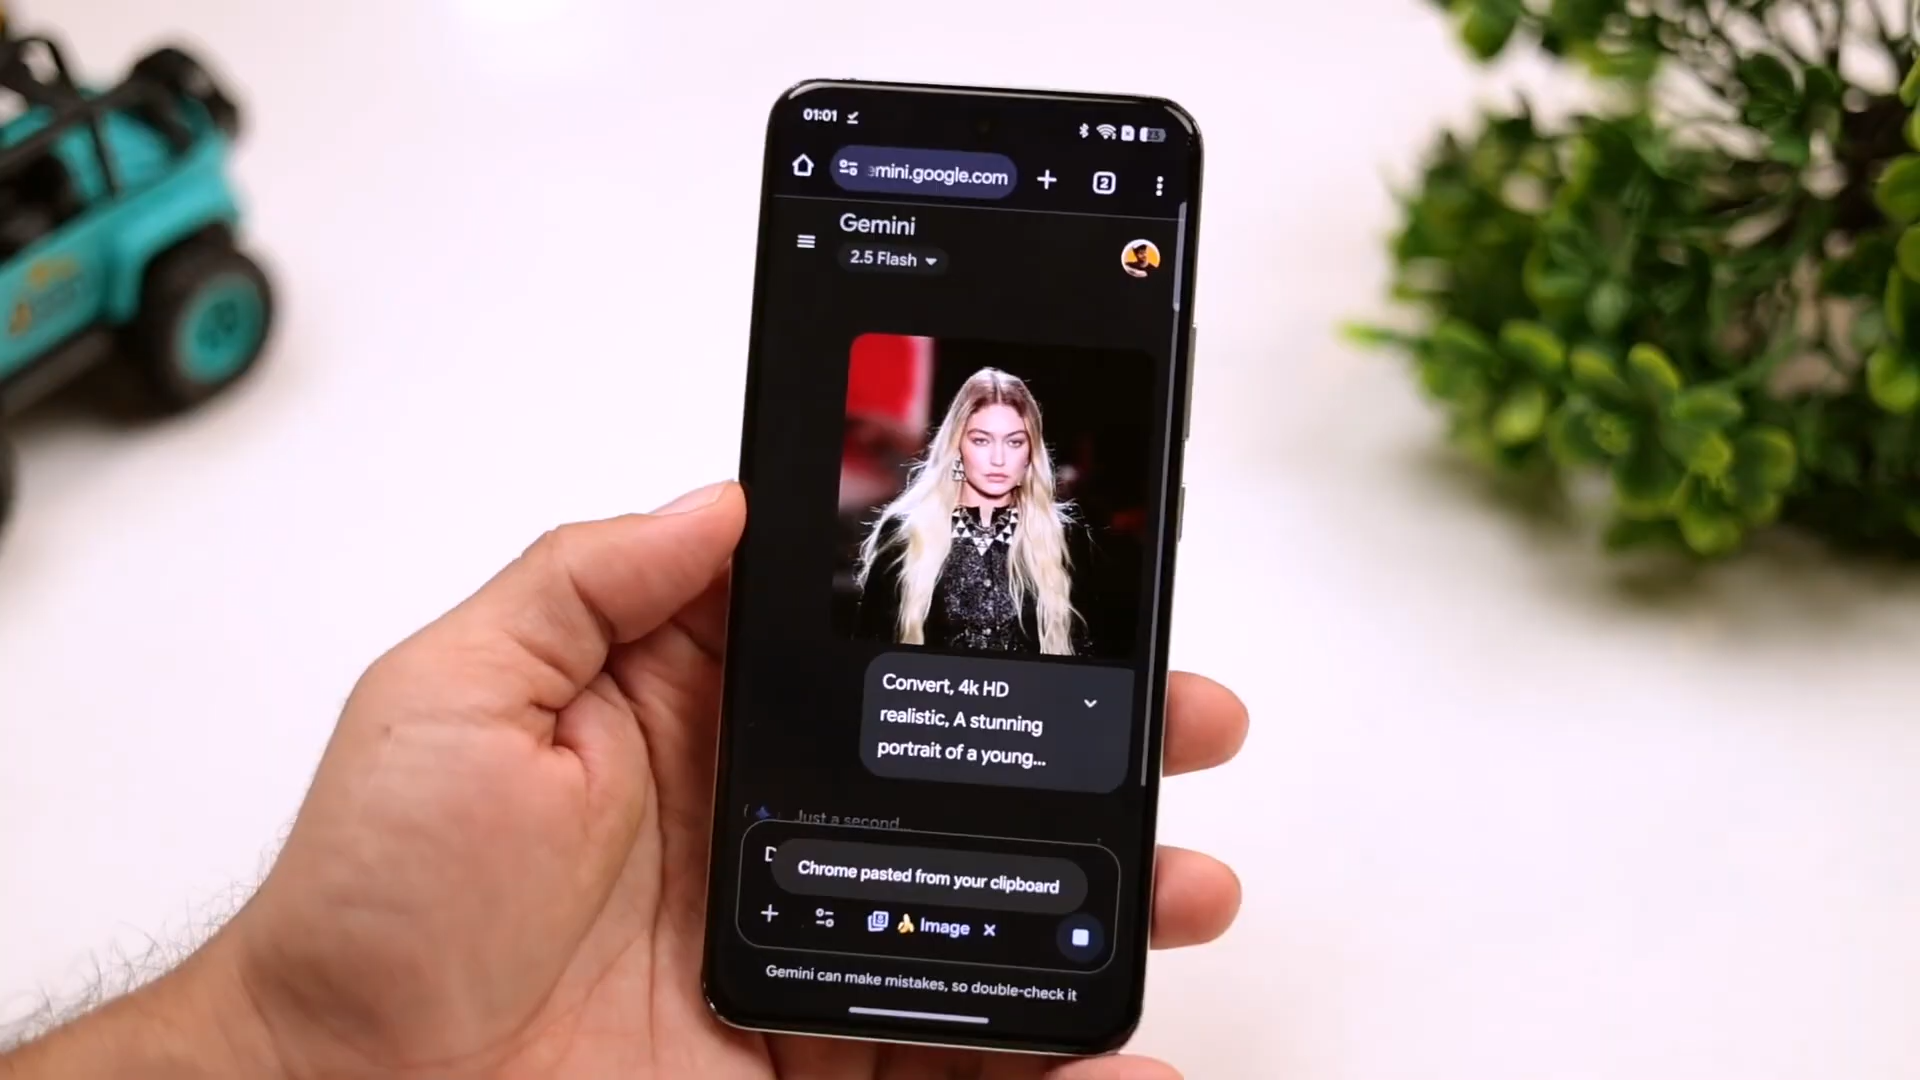 01:01
23
emini.google.com
2
Gemini
2.5 Flash
Convert, 4k HD
realistic, A stunning
portrait of a young...
Just a second...
D
Chrome pasted from your clipboard
Image
Gemini can make mistakes, so double-check it